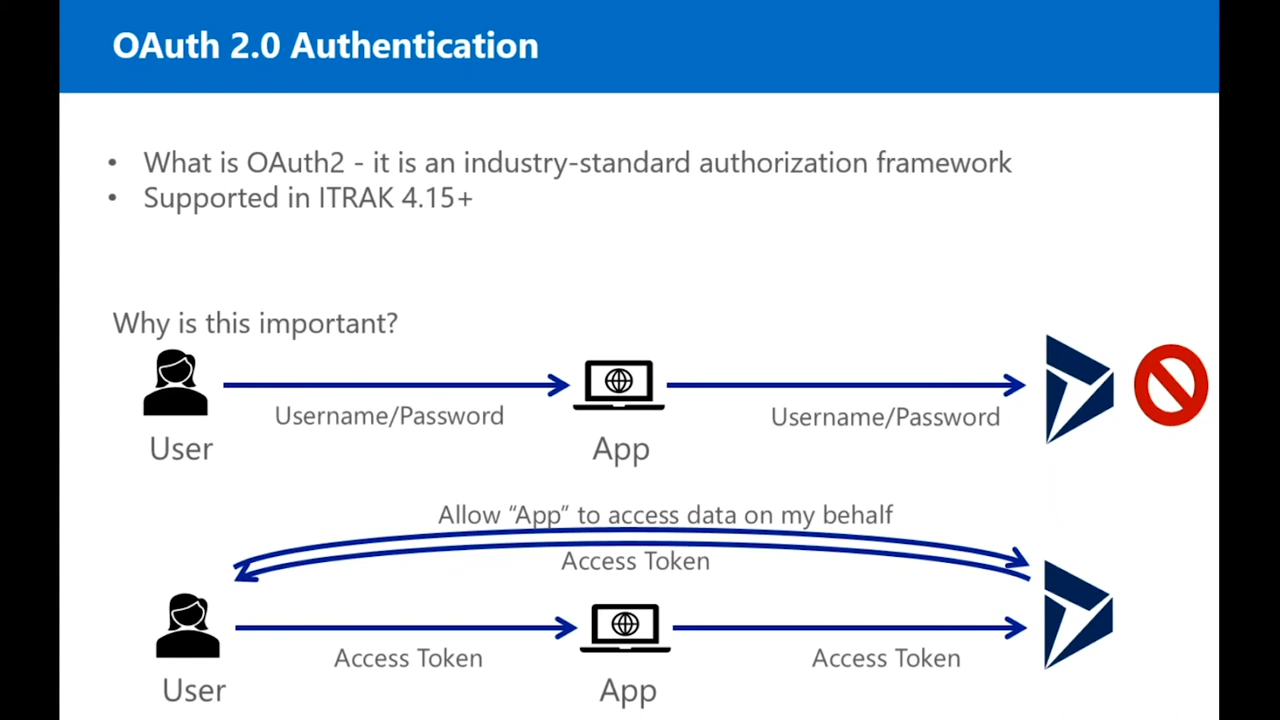 OAuth 2.0 Authentication
• What is OAuth2 - it is an industry-standard authorization framework
• Supported in ITRAK 4.15+
Why is this important?
Username/Password
Username/Password
User
App
Allow “App” to access data on my behalf
Access Token
Access Token
Access Token
User
App